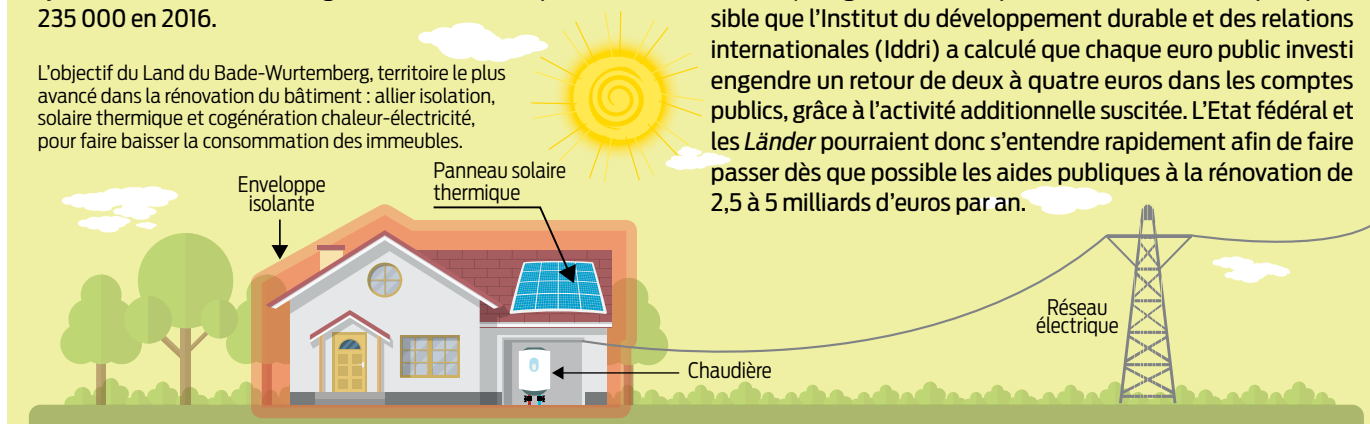 235 000 en 2016.
L'objectif du Land du Bade-Wurtemberg, territoire le plus
avancé dans la rénovation du bâtiment : allier isolation,
solaire thermique et cogénération chaleur-électricité,
pour faire baisser la consommation des immeubles.
sible que l'Institut du développement durable et des relations
internationales (Iddri) a calculé que chaque euro public investi
engendre un retour de deux à quatre euros dans les comptes
publics, grâce à l'activité additionnelle suscitée. L'Etat fédéral et
les Länder pourraient donc s'entendre rapidement afin de faire
passer dès que possible les aides publiques à la rénovation de
2,5 à 5 milliards d'euros par an.
Enveloppe
isolante
Panneau solaire
thermique
Chaudière
Réseau
électrique